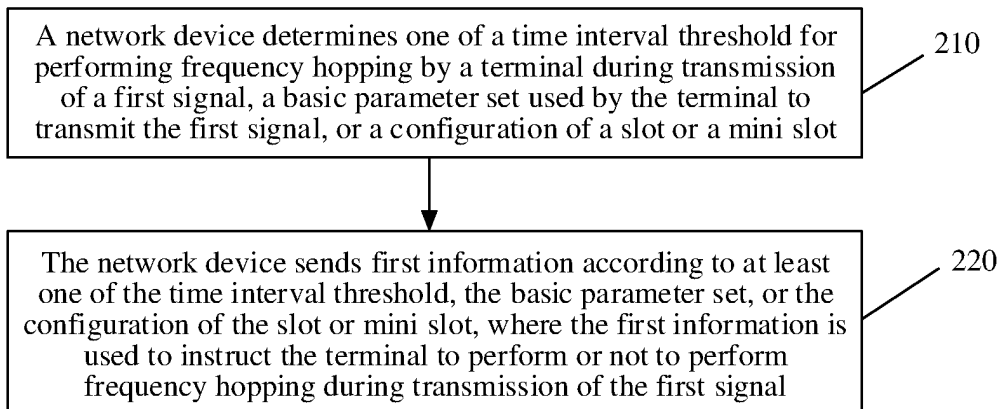 A network device determines one of a time interval threshold for
performing frequency hopping by a terminal during transmission
of a first signal, a basic parameter set used by the terminal to
transmit the first signal, or a configuration of a slot or a mini slot
210
The network device sends first information according to at least
one of the time interval threshold, the basic parameter set, or the
configuration of the slot or mini slot, where the first information is
used to instruct the terminal to perform or not to perform
frequency hopping during transmission of the first signal
220